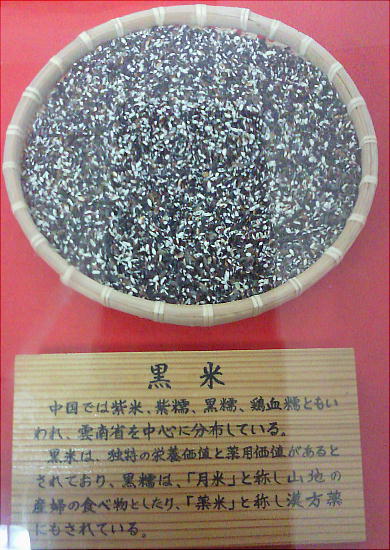 黒米
中国では紫米、紫糯、黒糯、鶏血糯ともい
われ、雲南省を中心に分布している。
黒米は、独特の栄養価値と薬用価値があると
されており、黒糯は、「月米」と称し山地の
産婦の食べ物としたり、「薬米」と称し漢方薬
にもされている。